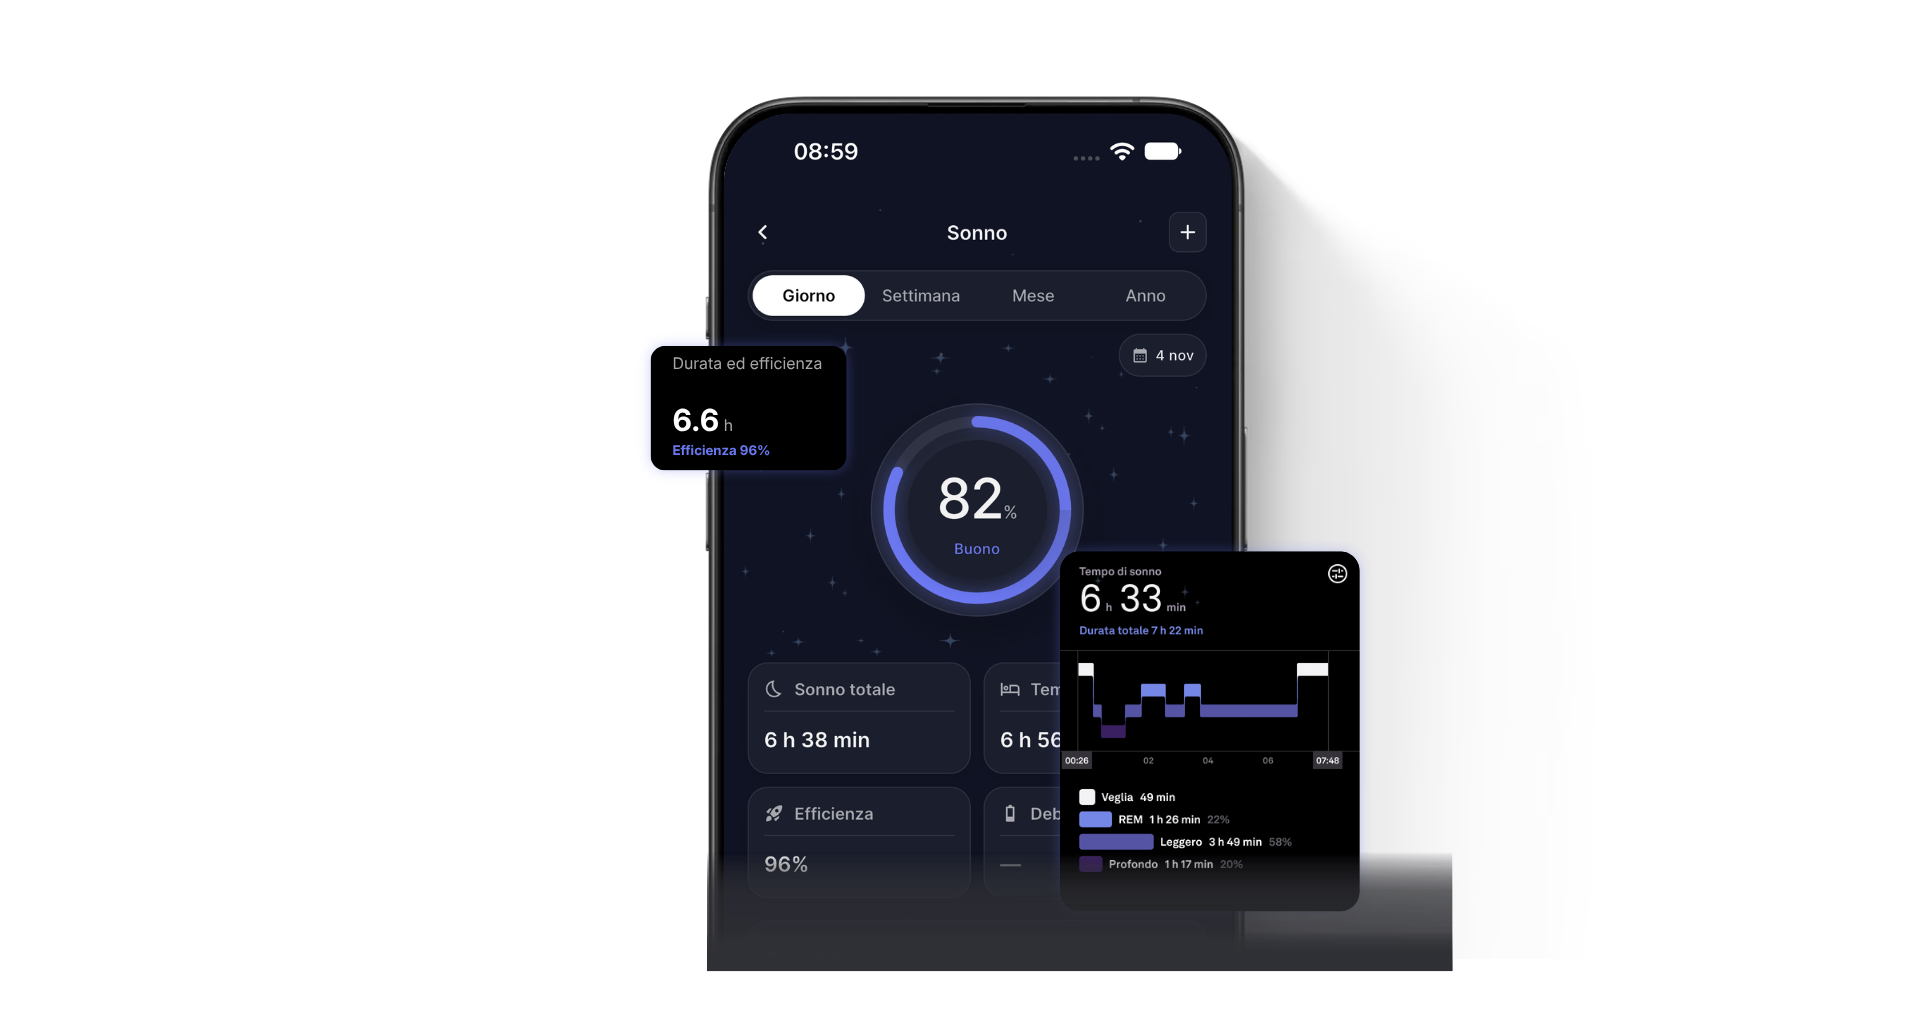 08:59
Sonno
Giorno Settimana Mese Anno
4 nov
Durata ed efficienza
6.6 h
Efficienza 96%
82%
Buono
Tempo di sonno
6 h 33 min
Durata totale 7 h 22 min
00:26 02 04 06 07:48
Veglia 49 min
REM 1 h 26 min 22%
Leggero 3 h 49 min 58%
Profondo 1 h 17 min 20%
Sonno totale
6 h 38 min
Tem
6 h 56
Efficienza
96%
Deb
—